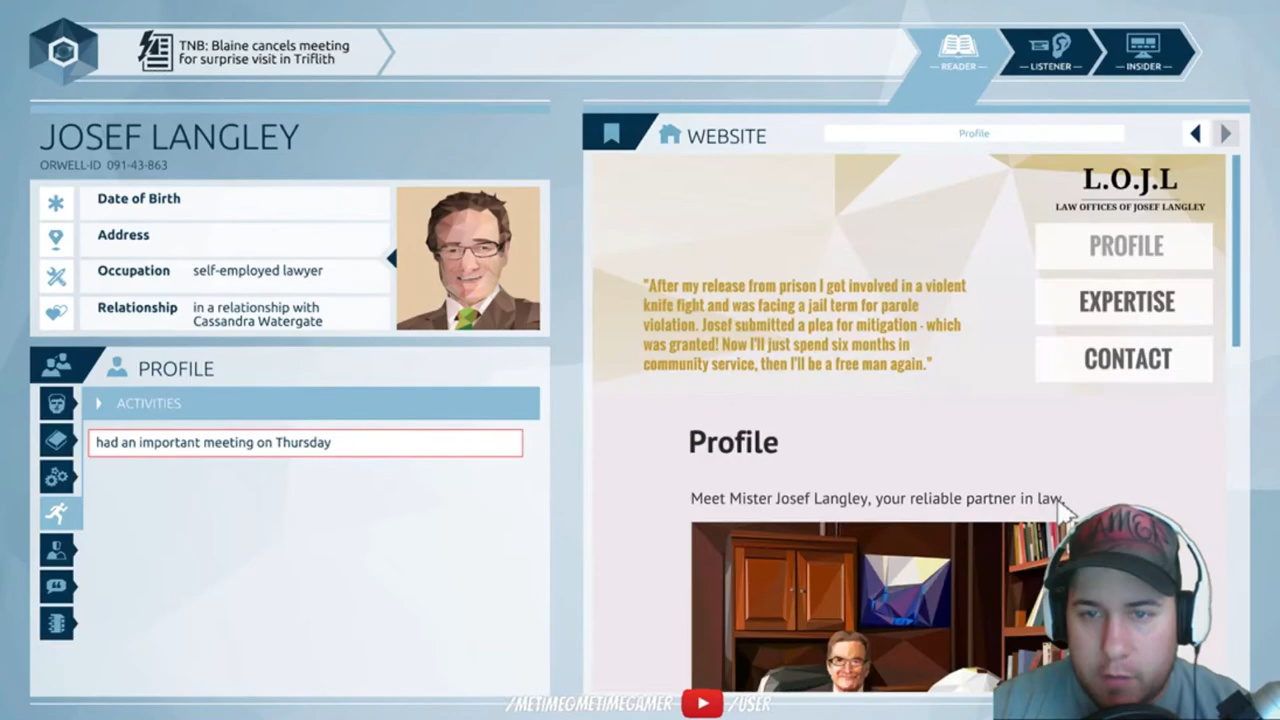 TNB: Blaine cancels meeting
for surprise visit in Triflith
— READER —
— LISTENER —
— INSIDER —
JOSEF LANGLEY
ORWELL-ID 091-43-863
Date of Birth
Address
Occupation self-employed lawyer
Relationship in a relationship with
Cassandra Watergate
PROFILE
ACTIVITIES
had an important meeting on Thursday
WEBSITE
Profile
L.O.J.L
LAW OFFICES OF JOSEF LANGLEY
PROFILE
EXPERTISE
CONTACT
"After my release from prison I got involved in a violent
knife fight and was facing a jail term for parole
violation. Josef submitted a plea for mitigation - which
was granted! Now I'll just spend six months in
community service, then I'll be a free man again."
Profile
Meet Mister Josef Langley, your reliable partner in law.
/METIMEGMETIMEGAMER
/USER